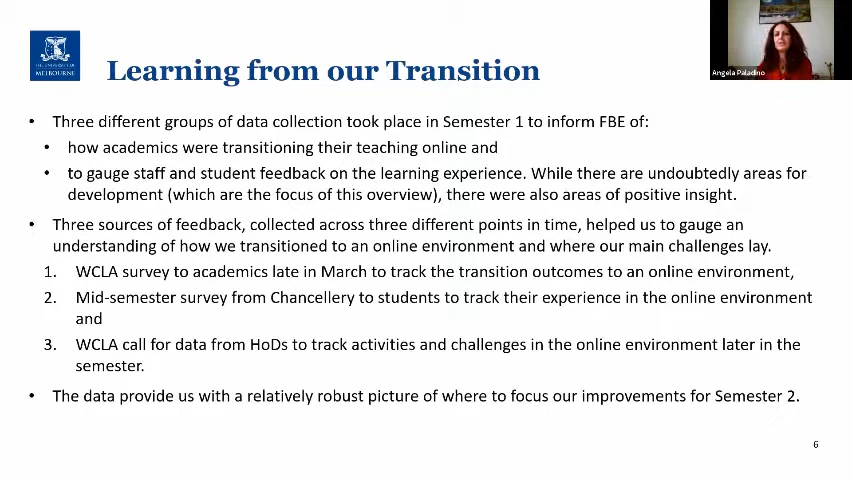 THE UNIVERSITY OF
MELBOURNE
Learning from our Transition
Angela Paladino
• Three different groups of data collection took place in Semester 1 to inform FBE of:
• how academics were transitioning their teaching online and
• to gauge staff and student feedback on the learning experience. While there are undoubtedly areas for
development (which are the focus of this overview), there were also areas of positive insight.
• Three sources of feedback, collected across three different points in time, helped us to gauge an
understanding of how we transitioned to an online environment and where our main challenges lay.
1. WCLA survey to academics late in March to track the transition outcomes to an online environment,
2. Mid-semester survey from Chancellery to students to track their experience in the online environment
and
3. WCLA call for data from HoDs to track activities and challenges in the online environment later in the
semester.
• The data provide us with a relatively robust picture of where to focus our improvements for Semester 2.
6